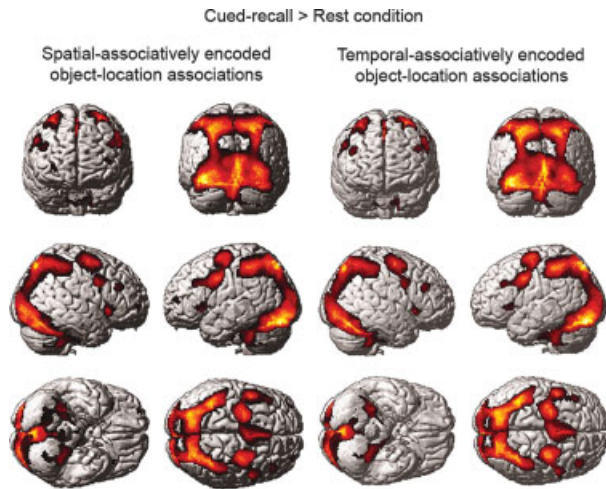 Cued-recall > Rest condition
Spatial-associatively encoded
object-location associations
Temporal-associatively encoded
object-location associations